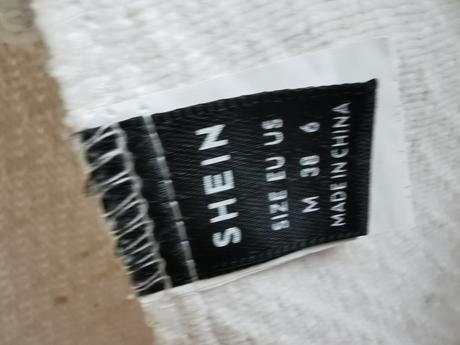 SHEIN
SIZE EU US
M 38 6
MADE IN CHINA